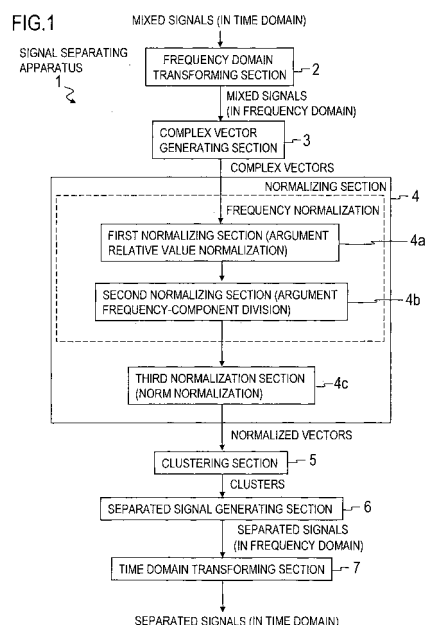 FIG.1
MIXED SIGNALS (IN TIME DOMAIN)
SIGNAL SEPARATING
APPARATUS
1
FREQUENCY DOMAIN
TRANSFORMING SECTION
2
MIXED SIGNALS
(IN FREQUENCY DOMAIN)
COMPLEX VECTOR
GENERATING SECTION
3
COMPLEX VECTORS
NORMALIZING SECTION
4
FREQUENCY NORMALIZATION
FIRST NORMALIZING SECTION (ARGUMENT
RELATIVE VALUE NORMALIZATION)
4a
SECOND NORMALIZING SECTION (ARGUMENT
FREQUENCY-COMPONENT DIVISION)
4b
THIRD NORMALIZATION SECTION
(NORM NORMALIZATION)
4c
NORMALIZED VECTORS
CLUSTERING SECTION
5
CLUSTERS
SEPARATED SIGNAL GENERATING SECTION
6
SEPARATED SIGNALS
(IN FREQUENCY DOMAIN)
TIME DOMAIN TRANSFORMING SECTION
7
SEPARATED SIGNALS (IN TIME DOMAIN)